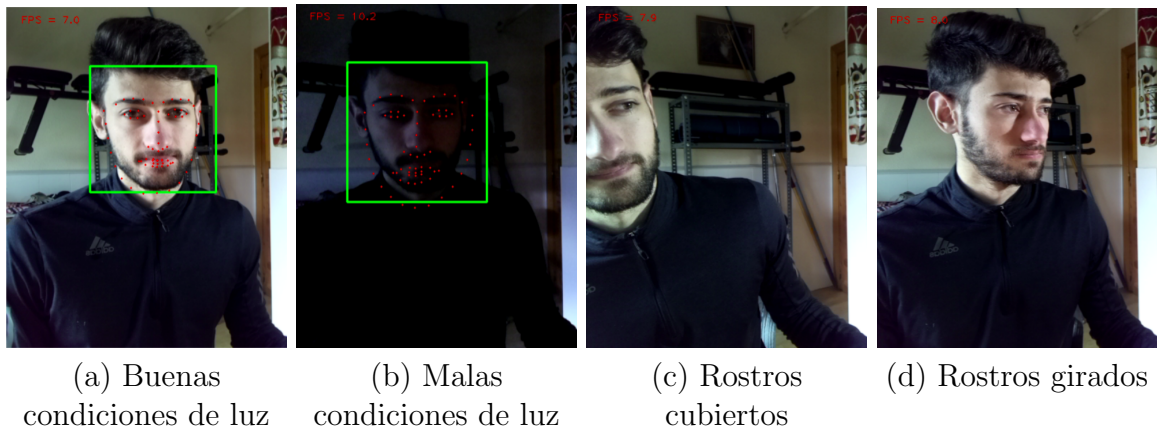 FPS = 7.0
FPS = 10.2
FPS = 7.9
adidas
(a) Buenas
condiciones de luz
(b) Malas
condiciones de luz
(c) Rostros
cubiertos
(d) Rostros girados